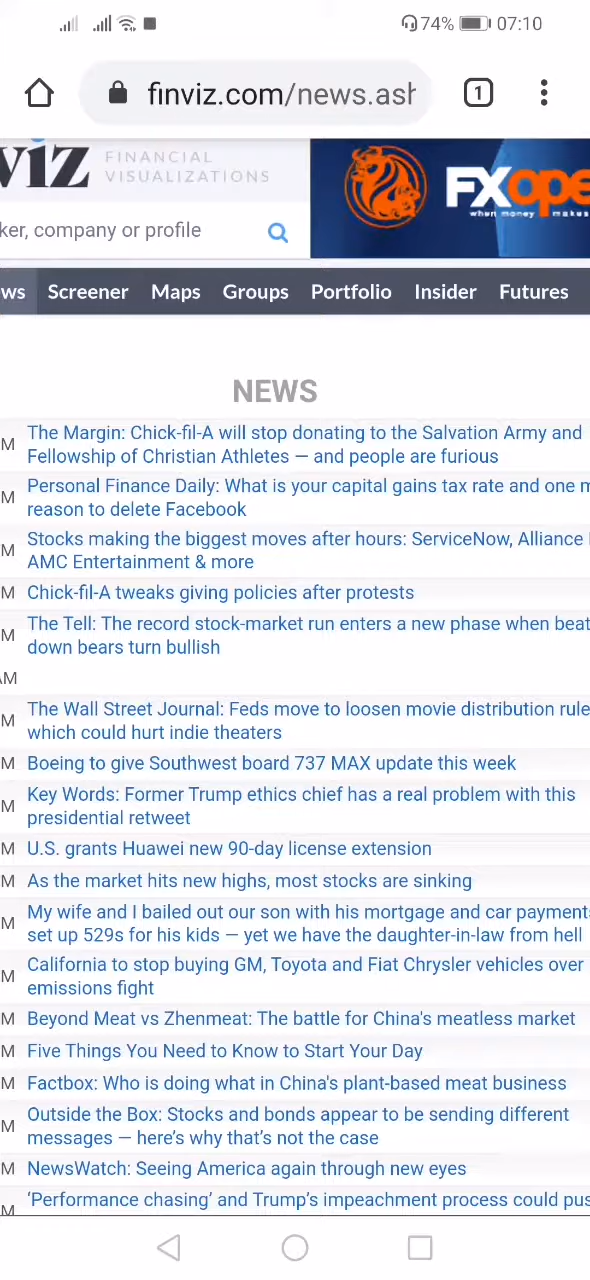 74% 07:10
1 finviz.com/news.ash
viz FINANCIAL
VISUALIZATIONS
FXope
when money makes
ker, company or profile
ws Screener Maps Groups Portfolio Insider Futures
NEWS
M The Margin: Chick-fil-A will stop donating to the Salvation Army and
Fellowship of Christian Athletes — and people are furious
M Personal Finance Daily: What is your capital gains tax rate and one m
reason to delete Facebook
M Stocks making the biggest moves after hours: ServiceNow, Alliance
AMC Entertainment & more
M Chick-fil-A tweaks giving policies after protests
M The Tell: The record stock-market run enters a new phase when beat
down bears turn bullish
AM
M The Wall Street Journal: Feds move to loosen movie distribution rule
which could hurt indie theaters
M Boeing to give Southwest board 737 MAX update this week
M Key Words: Former Trump ethics chief has a real problem with this
presidential retweet
M U.S. grants Huawei new 90-day license extension
M As the market hits new highs, most stocks are sinking
M My wife and I bailed out our son with his mortgage and car payment
set up 529s for his kids — yet we have the daughter-in-law from hell
M California to stop buying GM, Toyota and Fiat Chrysler vehicles over
emissions fight
M Beyond Meat vs Zhenmeat: The battle for China's meatless market
M Five Things You Need to Know to Start Your Day
M Factbox: Who is doing what in China's plant-based meat business
M Outside the Box: Stocks and bonds appear to be sending different
messages — here’s why that’s not the case
M NewsWatch: Seeing America again through new eyes
M ‘Performance chasing’ and Trump’s impeachment process could pus